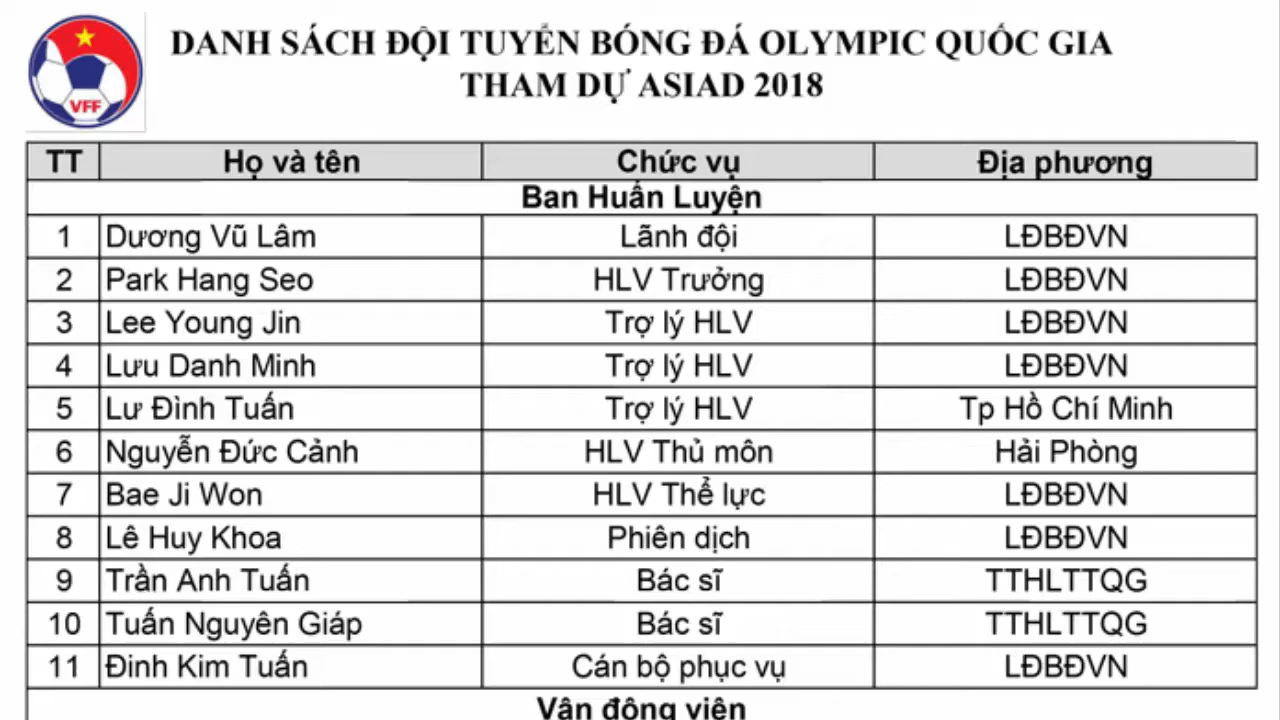 VFF
DANH SÁCH ĐỘI TUYỂN BÓNG ĐÁ OLYMPIC QUỐC GIA
THAM DỰ ASIAD 2018
TT Họ và tên Chức vụ Địa phương
Ban Huấn Luyện
1 Dương Vũ Lâm Lãnh đội LĐBĐVN
2 Park Hang Seo HLV Trưởng LĐBĐVN
3 Lee Young Jin Trợ lý HLV LĐBĐVN
4 Lưu Danh Minh Trợ lý HLV LĐBĐVN
5 Lư Đình Tuấn Trợ lý HLV Tp Hồ Chí Minh
6 Nguyễn Đức Cảnh HLV Thủ môn Hải Phòng
7 Bae Ji Won HLV Thể lực LĐBĐVN
8 Lê Huy Khoa Phiên dịch LĐBĐVN
9 Trần Anh Tuấn Bác sĩ TTHLTTQG
10 Tuấn Nguyên Giáp Bác sĩ TTHLTTQG
11 Đinh Kim Tuấn Cán bộ phục vụ LĐBĐVN
Vận động viên